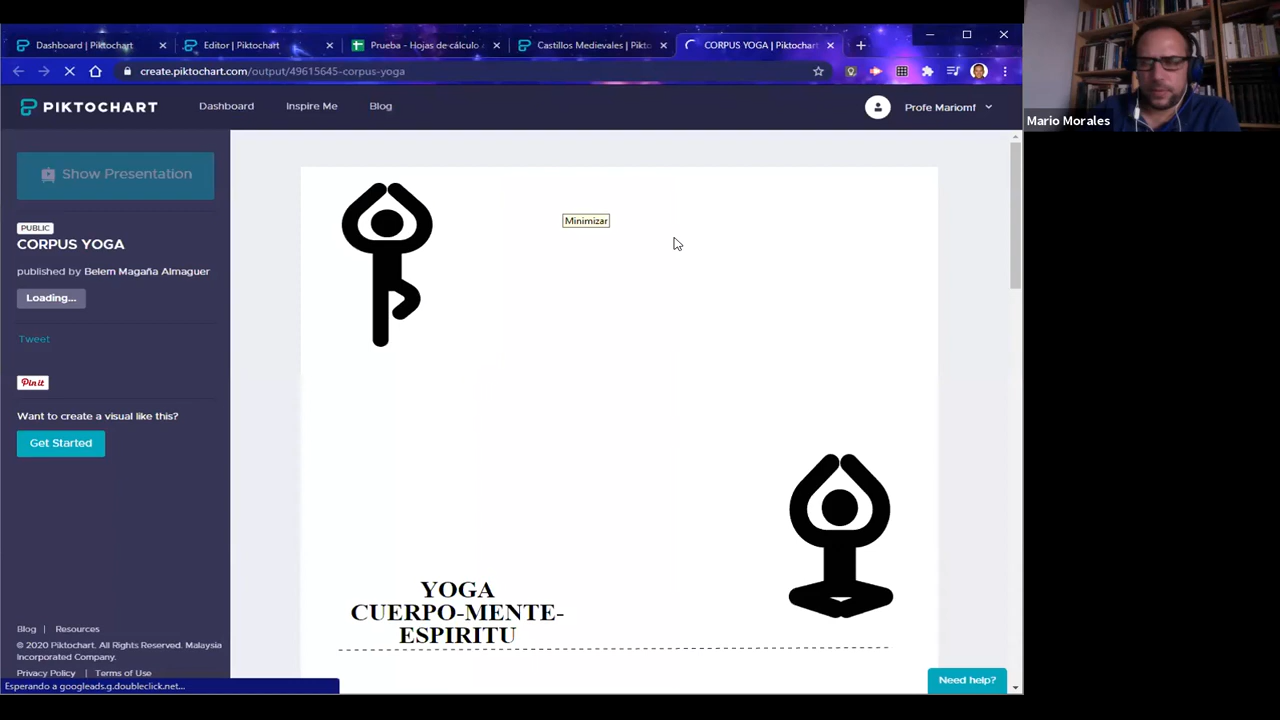 Dashboard | Piktochart
Editor | Piktochart
Prueba - Hojas de cálculo
Castillos Medievales | Pikto
CORPUS YOGA | Piktochart
create.piktochart.com/output/49615645-corpus-yoga
PIKTOCHART
Dashboard
Inspire Me
Blog
Profe Mariomf
Mario Morales
Show Presentation
PUBLIC
CORPUS YOGA
published by Belem Magaña Almaguer
Loading...
Tweet
Pin it
Want to create a visual like this?
Get Started
Minimizar
YOGA
CUERPO-MENTE-
ESPIRITU
Blog | Resources
© 2020 Piktochart. All Rights Reserved. Malaysia
Incorporated Company.
Privacy Policy | Terms of Use
Esperando a googleads.g.doubleclick.net...
Need help?